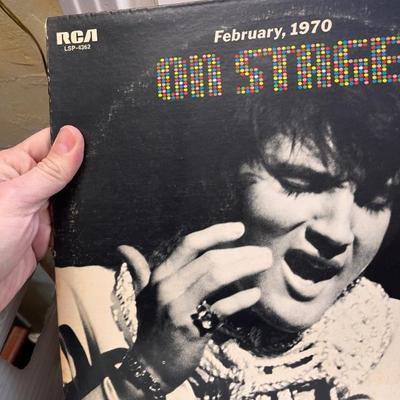 RCA
LSP-4362
February, 1970
ON STAGE